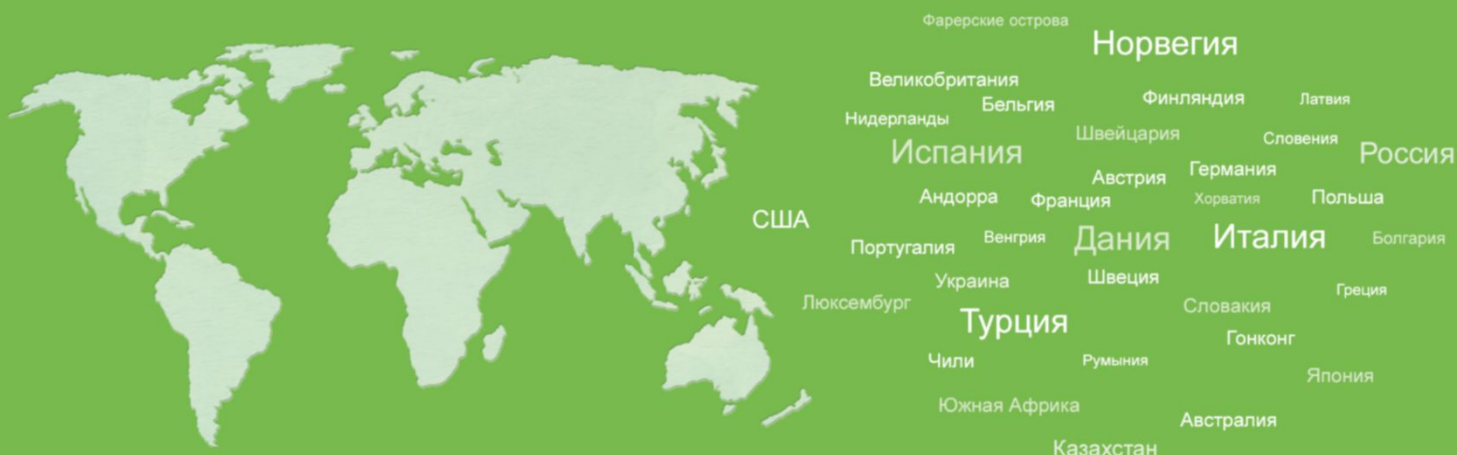 Фарерские острова
Норвегия
Великобритания
Бельгия
Финляндия
Латвия
Нидерланды
Швейцария
Словения
Испания
Россия
Австрия
Германия
Андорра
Франция
Хорватия
Польша
США
Португалия
Венгрия
Дания
Италия
Болгария
Украина
Швеция
Греция
Люксембург
Словакия
Турция
Гонконг
Чили
Румыния
Япония
Южная Африка
Австралия
Казахстан